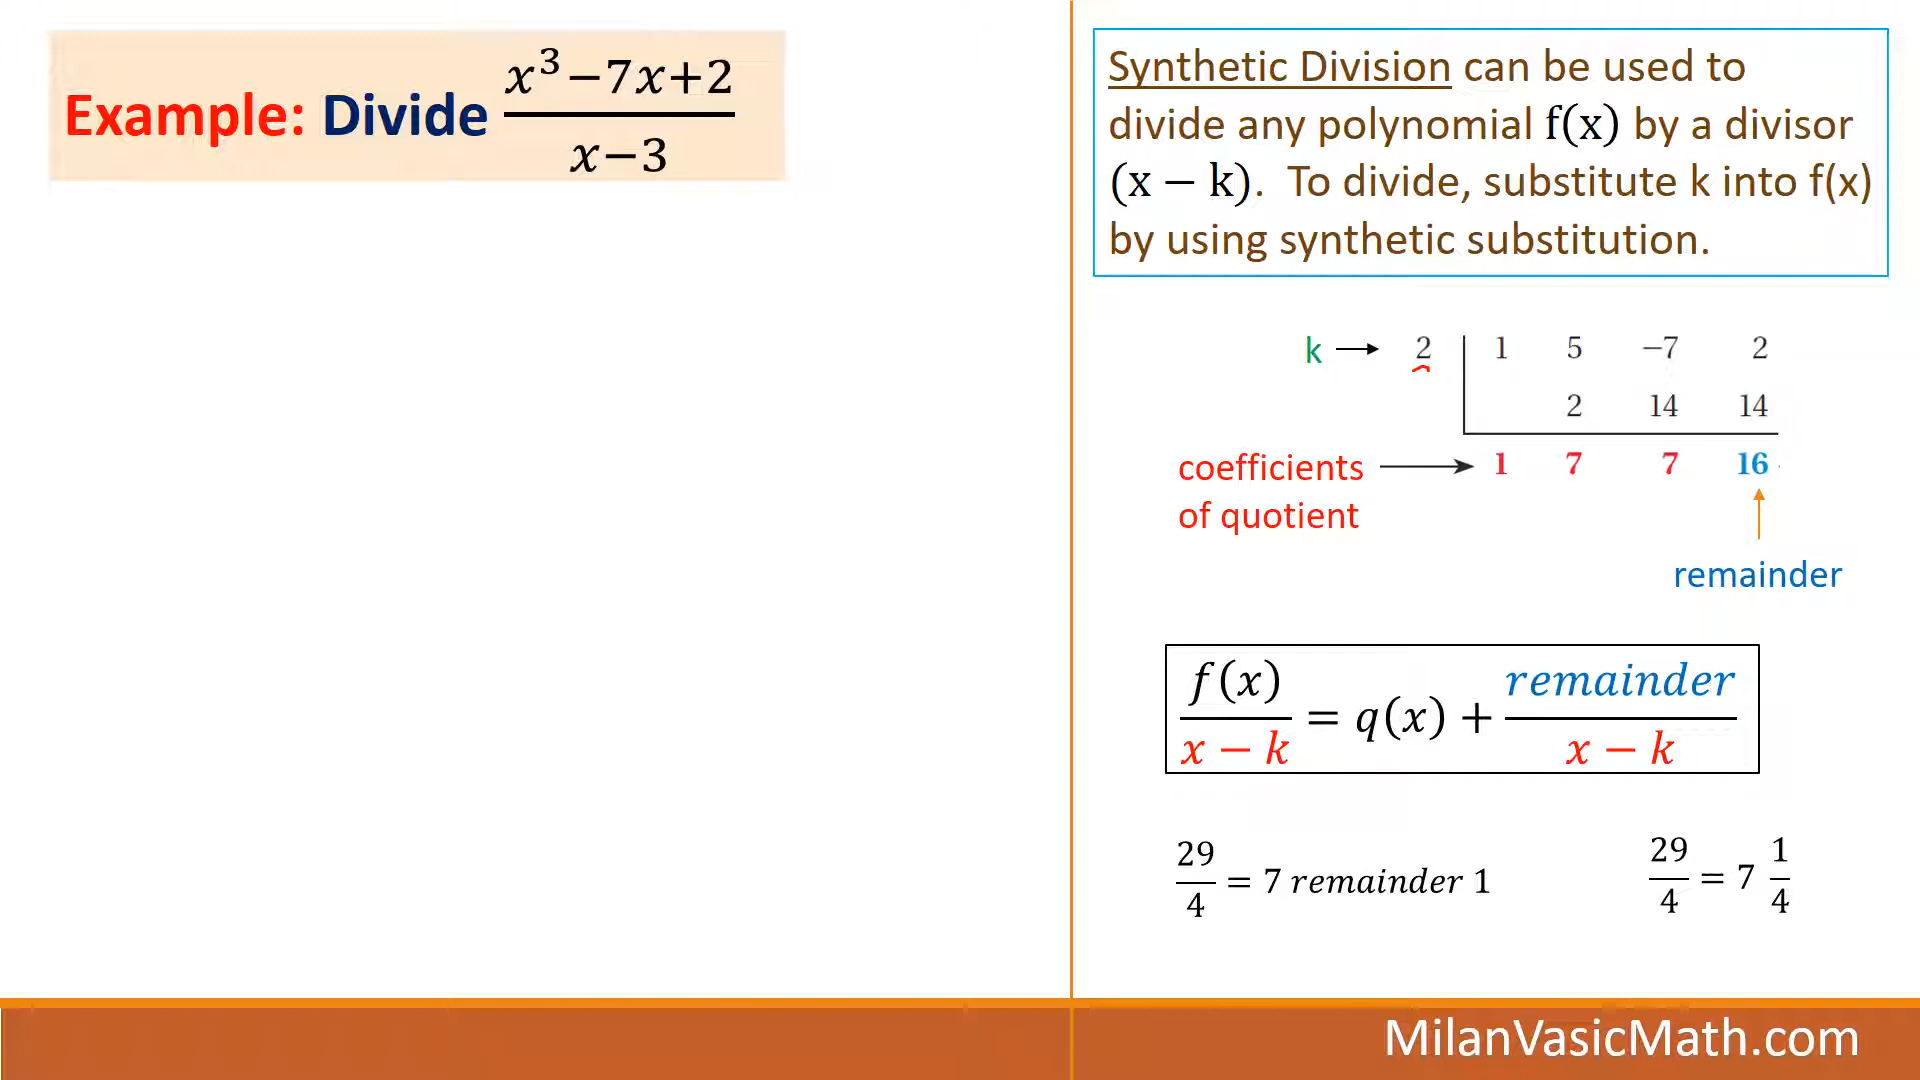 Example: Divide (x³−7x+2)/(x−3)
Synthetic Division can be used to
divide any polynomial f(x) by a divisor
(x − k). To divide, substitute k into f(x)
by using synthetic substitution.
k → 2 | 1 5 −7 2
2 14 14
coefficients → 1 7 7 16
of quotient
remainder
f(x)/(x − k) = q(x) + remainder/(x − k)
29/4 = 7 remainder 1
29/4 = 7 1/4
MilanVasicMath.com